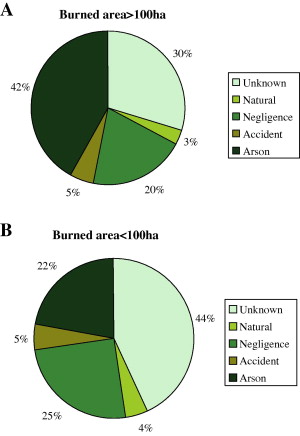 A
Burned area>100ha
30%
42%
3%
5%
20%
Unknown
Natural
Negligence
Accident
Arson
B
Burned area<100ha
22%
44%
5%
25%
4%
Unknown
Natural
Negligence
Accident
Arson